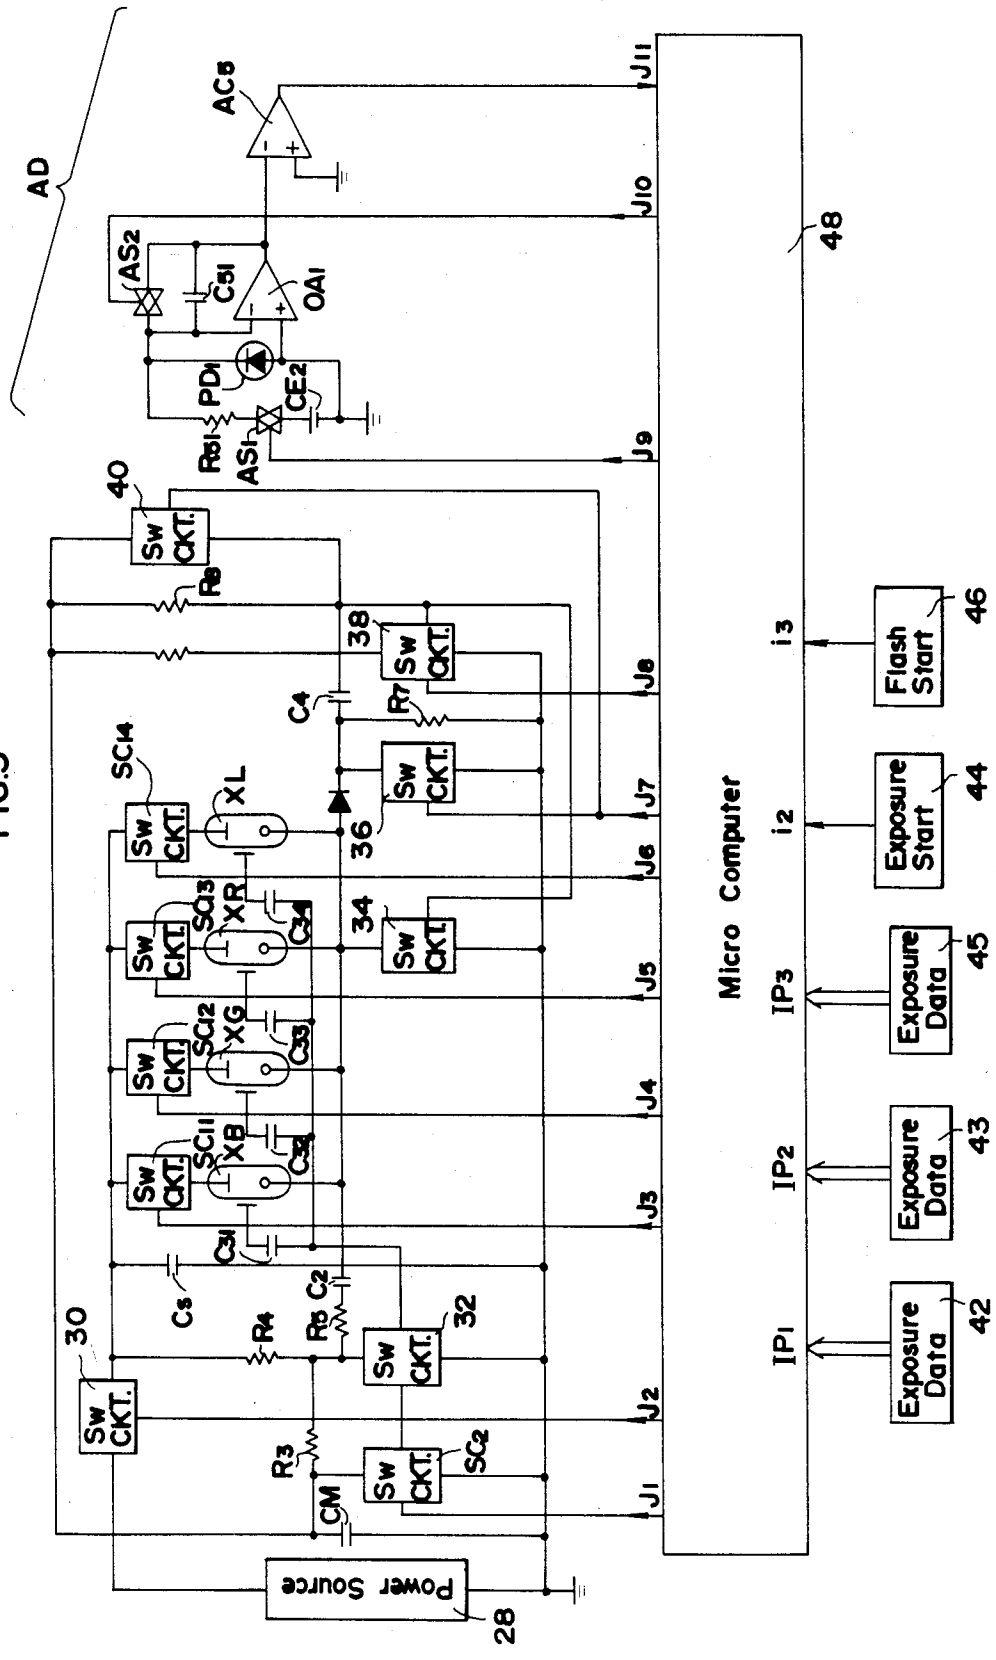 AD
AC5
J11
AS2
C51
OA1
J10
PD1
CE2
R51
AS1
J9
40
SW
CKT.
R8
38
SW
CKT.
J8
C4
R7
SC14
SW
CKT.
XL
36
SW
CKT.
J7
J6
SC13
SW
CKT.
XR
C34
34
SW
CKT.
J5
SC12
SW
CKT.
XG
C33
J4
SC11
SW
CKT.
XB
C32
J3
C31
Cs
C2
R5
R4
30
SW
CKT.
32
SW
CKT.
J2
R3
SC2
SW
CKT.
J1
CM
Power Source
28
Micro Computer
48
i3
Flash
Start
46
i2
Exposure
Start
44
IP3
Exposure
Data
45
IP2
Exposure
Data
43
IP1
Exposure
Data
42